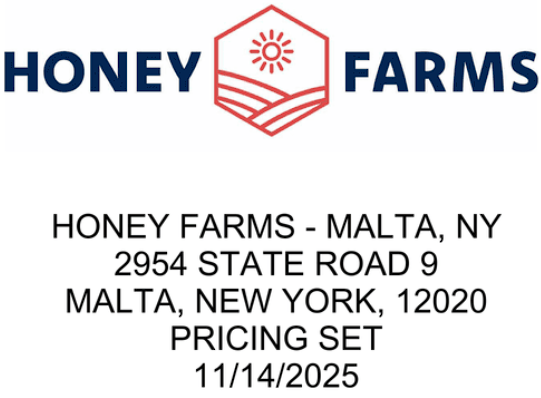 HONEY FARMS
HONEY FARMS - MALTA, NY
2954 STATE ROAD 9
MALTA, NEW YORK, 12020
PRICING SET
11/14/2025